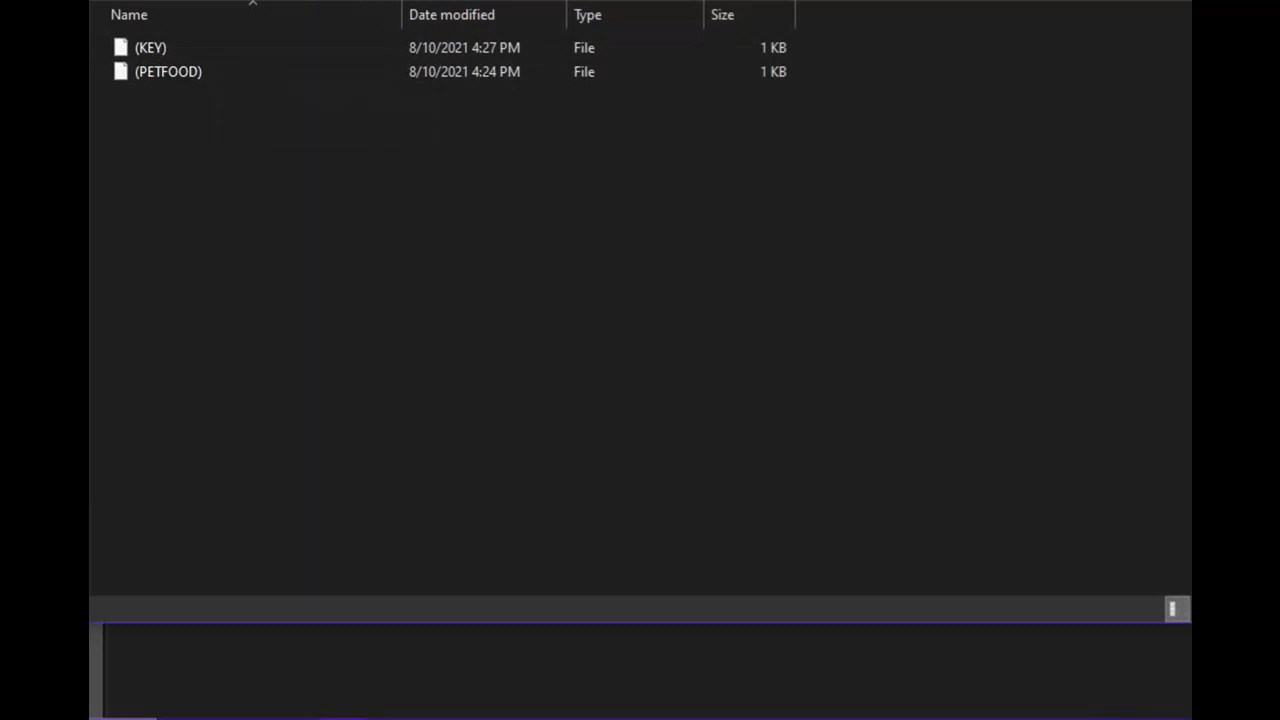 Name Date modified Type Size
(KEY) 8/10/2021 4:27 PM File 1 KB
(PETFOOD) 8/10/2021 4:24 PM File 1 KB